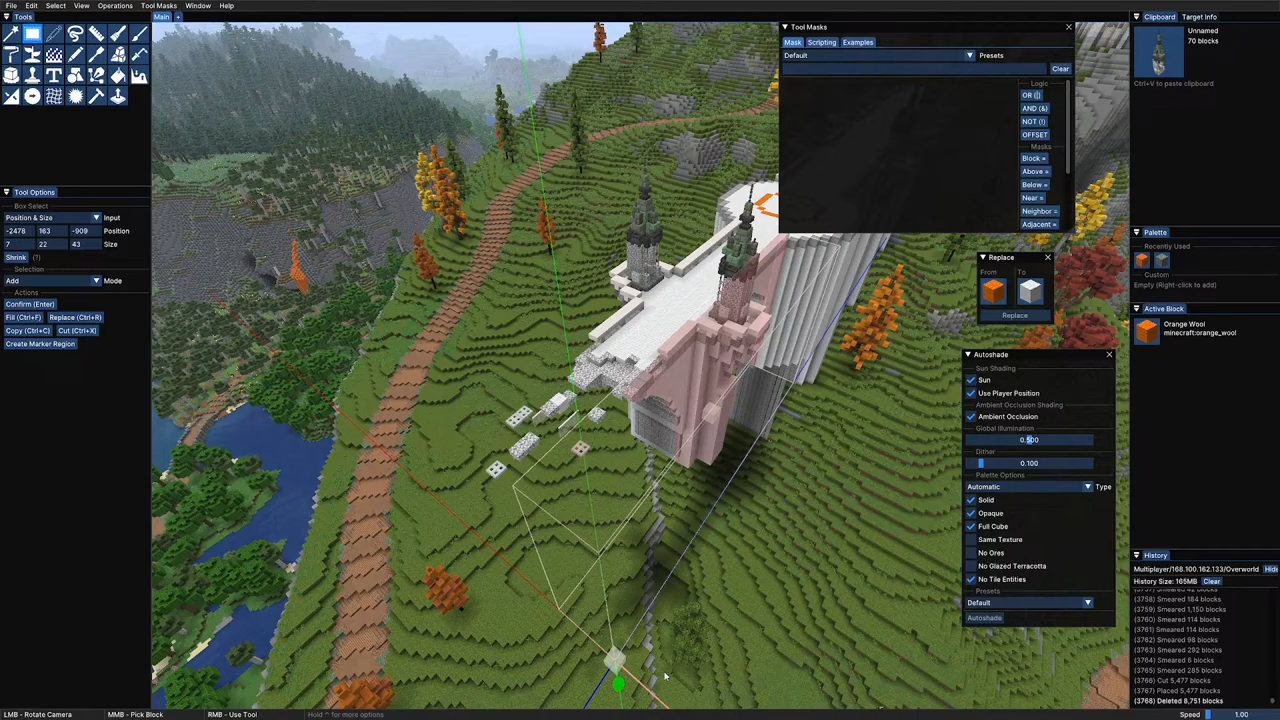 File Edit Select View Operations Tool Masks Window Help
Tools
Main +
Tool Options
Box Select
Position & Size Input
-2478 163 -909 Position
7 22 43 Size
Shrink (?)
Selection
Add Mode
Actions
Confirm (Enter)
Fill (Ctrl+F) Replace (Ctrl+R)
Copy (Ctrl+C) Cut (Ctrl+X)
Create Marker Region
Tool Masks
Mask Scripting Examples
Default Presets
Clear
Logic
OR (|)
AND (&)
NOT (!)
OFFSET
Masks
Block =
Above =
Below =
Near =
Neighbor =
Adjacent =
Replace
From To
Replace
Autoshade
Sun Shading
Sun
Use Player Position
Ambient Occlusion Shading
Ambient Occlusion
Global Illumination
0.500
Dither
0.100
Palette Options
Automatic Type
Solid
Opaque
Full Cube
Same Texture
No Ores
No Glazed Terracotta
No Tile Entities
Presets
Default
Autoshade
Clipboard Target Info
Unnamed
70 blocks
Ctrl+V to paste clipboard
Palette
Recently Used
Custom
Empty (Right-click to add)
Active Block
Orange Wool
minecraft:orange_wool
History
Multiplayer/168.100.162.133/Overworld Hide
History Size: 165MB Clear
(3758) Smeared 184 blocks
(3759) Smeared 1,150 blocks
(3760) Smeared 114 blocks
(3761) Smeared 114 blocks
(3762) Smeared 98 blocks
(3763) Smeared 292 blocks
(3764) Smeared 6 blocks
(3765) Smeared 285 blocks
(3766) Cut 5,477 blocks
(3767) Placed 5,477 blocks
(3768) Deleted 8,751 blocks
LMB - Rotate Camera MMB - Pick Block RMB - Use Tool Hold ^ for more options
Speed 1.00